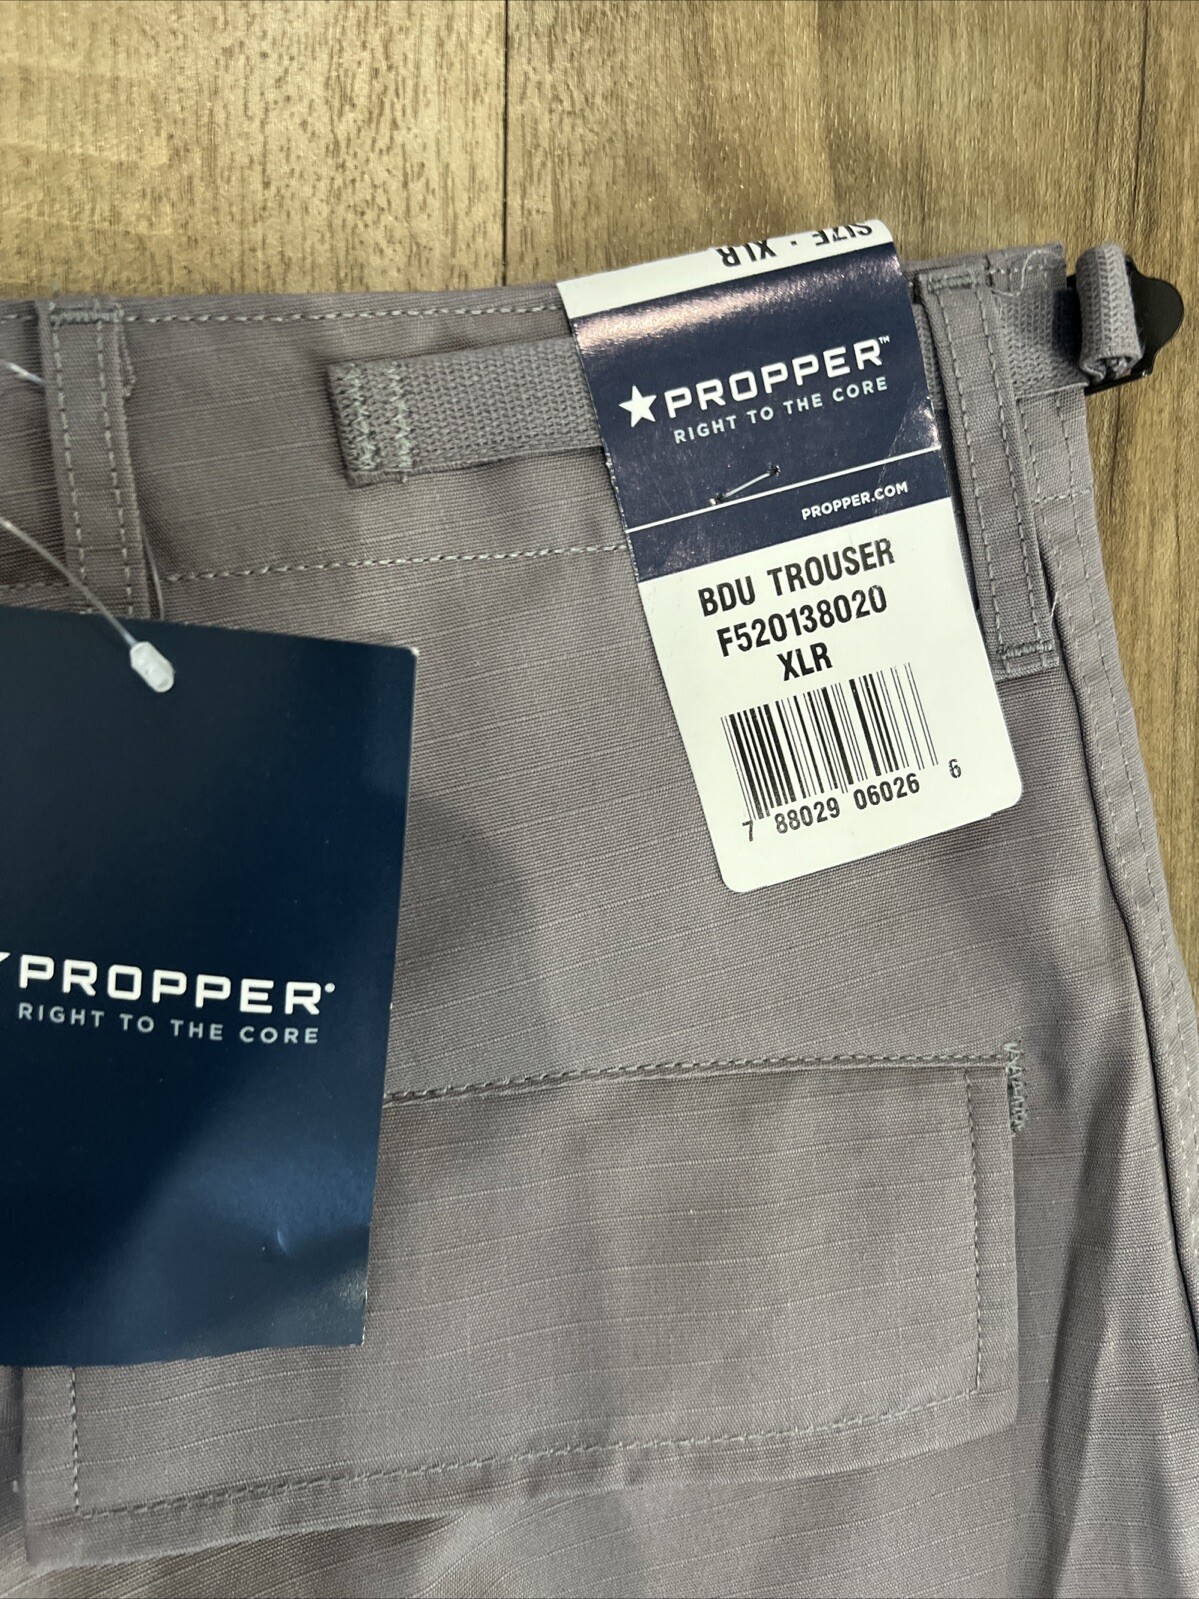 SIZE · XLR
PROPPER™
RIGHT TO THE CORE
PROPPER.COM
BDU TROUSER
F520138020
XLR
7 88029 06026 6
PROPPER®
RIGHT TO THE CORE